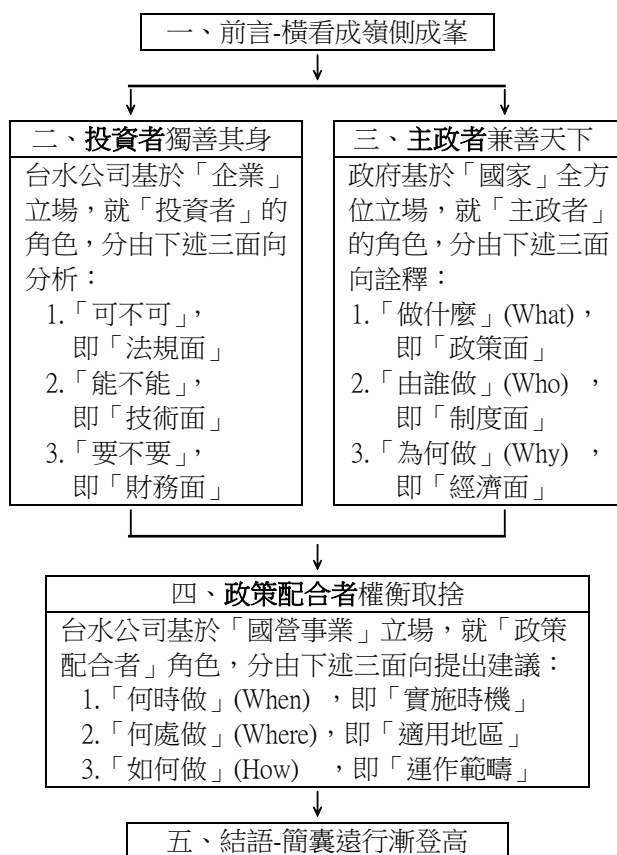 一、前言-橫看成嶺側成峯
二、投資者獨善其身
台水公司基於「企業」
立場，就「投資者」的
角色，分由下述三面向
分析：
1.「可不可」，
即「法規面」
2.「能不能」，
即「技術面」
3.「要不要」，
即「財務面」
三、主政者兼善天下
政府基於「國家」全方
位立場，就「主政者」
的角色，分由下述三面
向詮釋：
1.「做什麼」(What)，
即「政策面」
2.「由誰做」(Who) ，
即「制度面」
3.「為何做」(Why) ，
即「經濟面」
四、政策配合者權衡取捨
台水公司基於「國營事業」立場，就「政策
配合者」角色，分由下述三面向提出建議：
1.「何時做」(When) ，即「實施時機」
2.「何處做」(Where)，即「適用地區」
3.「如何做」(How) ，即「運作範疇」
五、結語-簡囊遠行漸登高